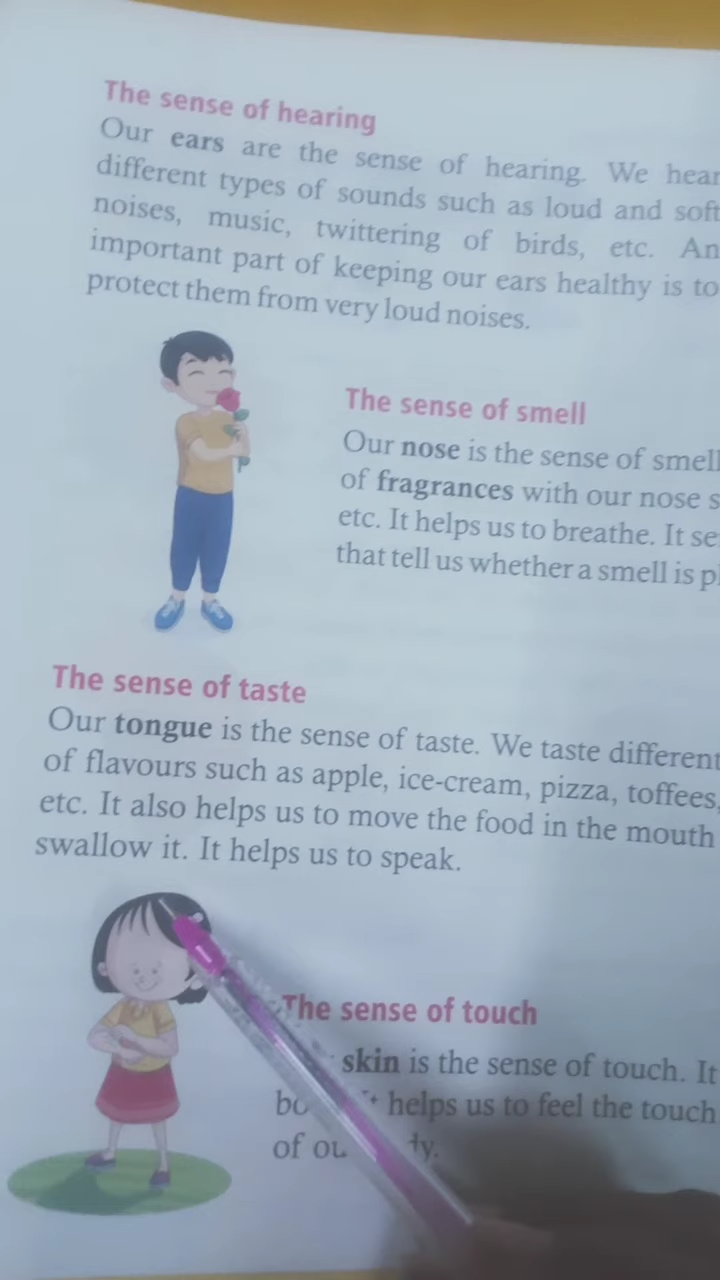 The sense of hearing
Our ears are the sense of hearing. We hear
different types of sounds such as loud and soft
noises, music, twittering of birds, etc. An
important part of keeping our ears healthy is to
protect them from very loud noises.
The sense of smell
Our nose is the sense of smell
of fragrances with our nose s
etc. It helps us to breathe. It se
that tell us whether a smell is pl
The sense of taste
Our tongue is the sense of taste. We taste different
of flavours such as apple, ice-cream, pizza, toffees,
etc. It also helps us to move the food in the mouth
swallow it. It helps us to speak.
The sense of touch
skin is the sense of touch. It
helps us to feel the touch
of